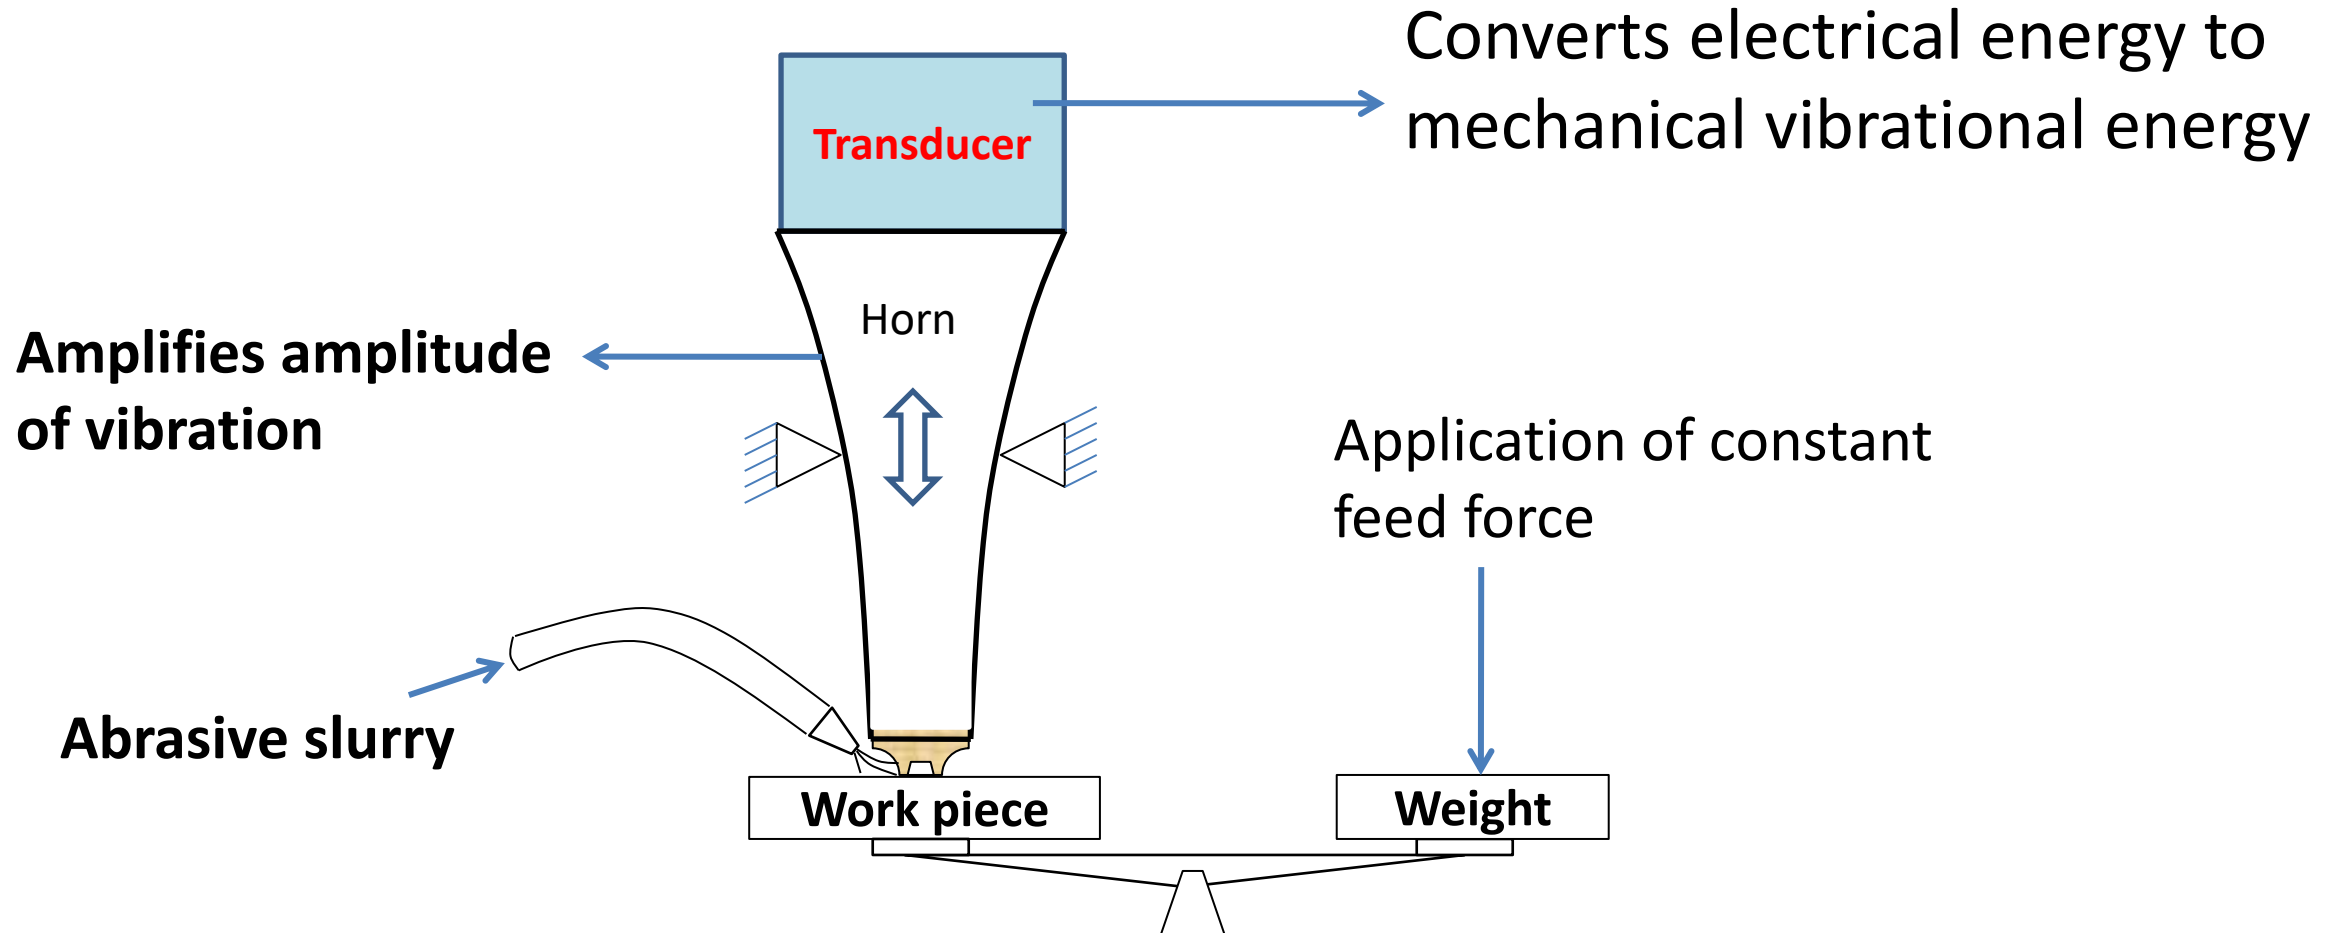 Converts electrical energy to
mechanical vibrational energy
Transducer
Horn
Amplifies amplitude
of vibration
Application of constant
feed force
Abrasive slurry
Work piece
Weight